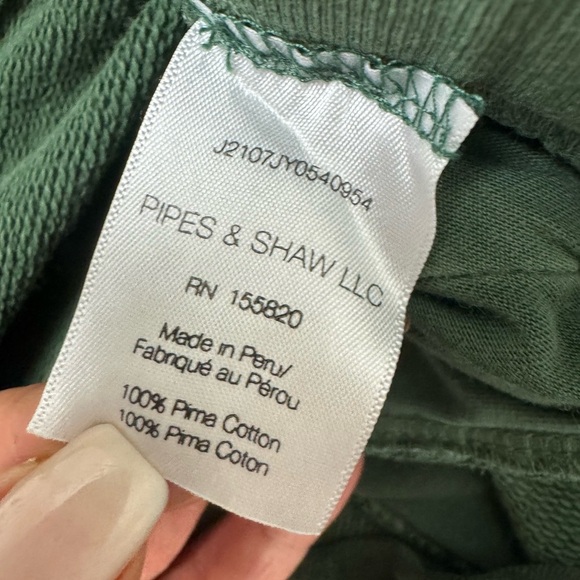 J2107JY0540954
PIPES & SHAW LLC
RN 155820
Made in Peru/
Fabriqué au Pérou
100% Pima Cotton
100% Pima Coton